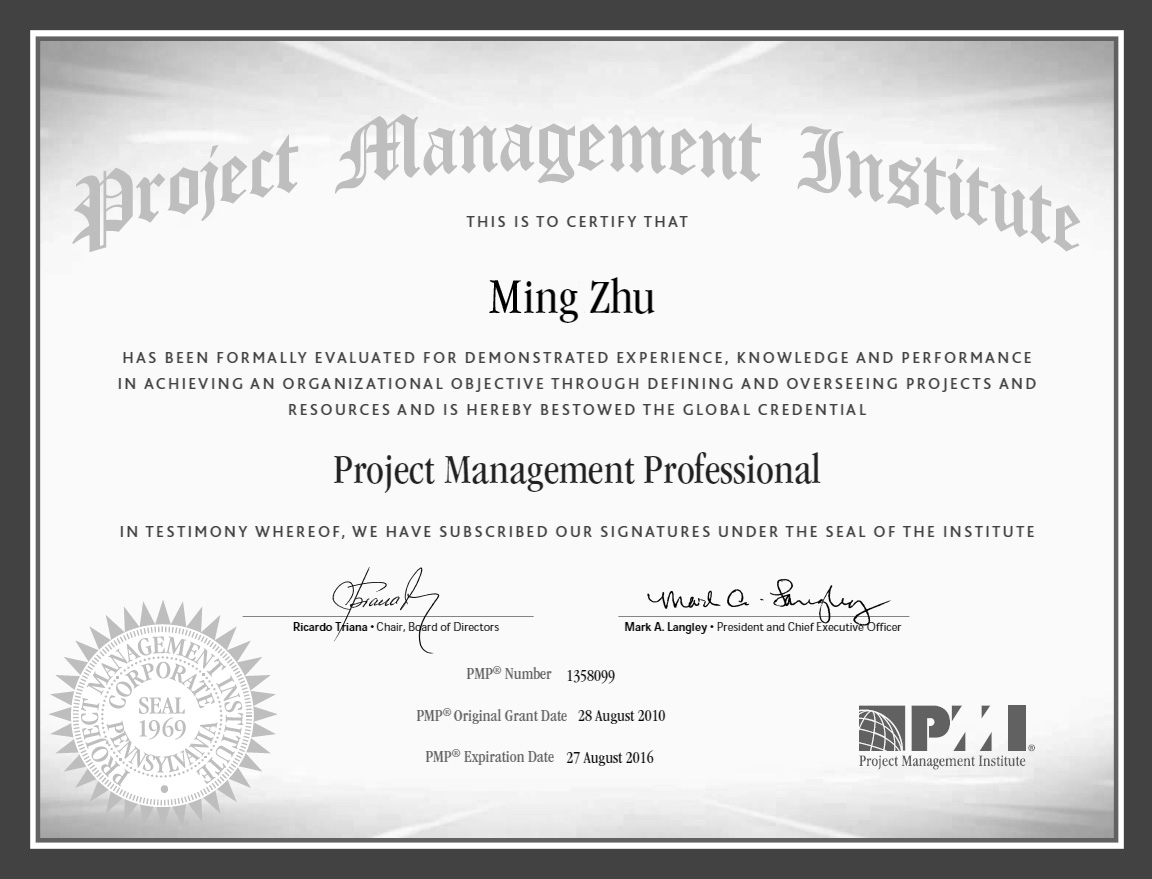 Project Management Institute
THIS IS TO CERTIFY THAT
Ming Zhu
HAS BEEN FORMALLY EVALUATED FOR DEMONSTRATED EXPERIENCE, KNOWLEDGE AND PERFORMANCE
IN ACHIEVING AN ORGANIZATIONAL OBJECTIVE THROUGH DEFINING AND OVERSEEING PROJECTS AND
RESOURCES AND IS HEREBY BESTOWED THE GLOBAL CREDENTIAL
Project Management Professional
IN TESTIMONY WHEREOF, WE HAVE SUBSCRIBED OUR SIGNATURES UNDER THE SEAL OF THE INSTITUTE
Mark A. Langley
Ricardo Triana • Chair, Board of Directors
Mark A. Langley • President and Chief Executive Officer
PROJECT MANAGEMENT INSTITUTE
CORPORATE
SEAL
1969
PENNSYLVANIA
PMP® Number 1358099
PMP® Original Grant Date 28 August 2010
PMP® Expiration Date 27 August 2016
PMI®
Project Management Institute